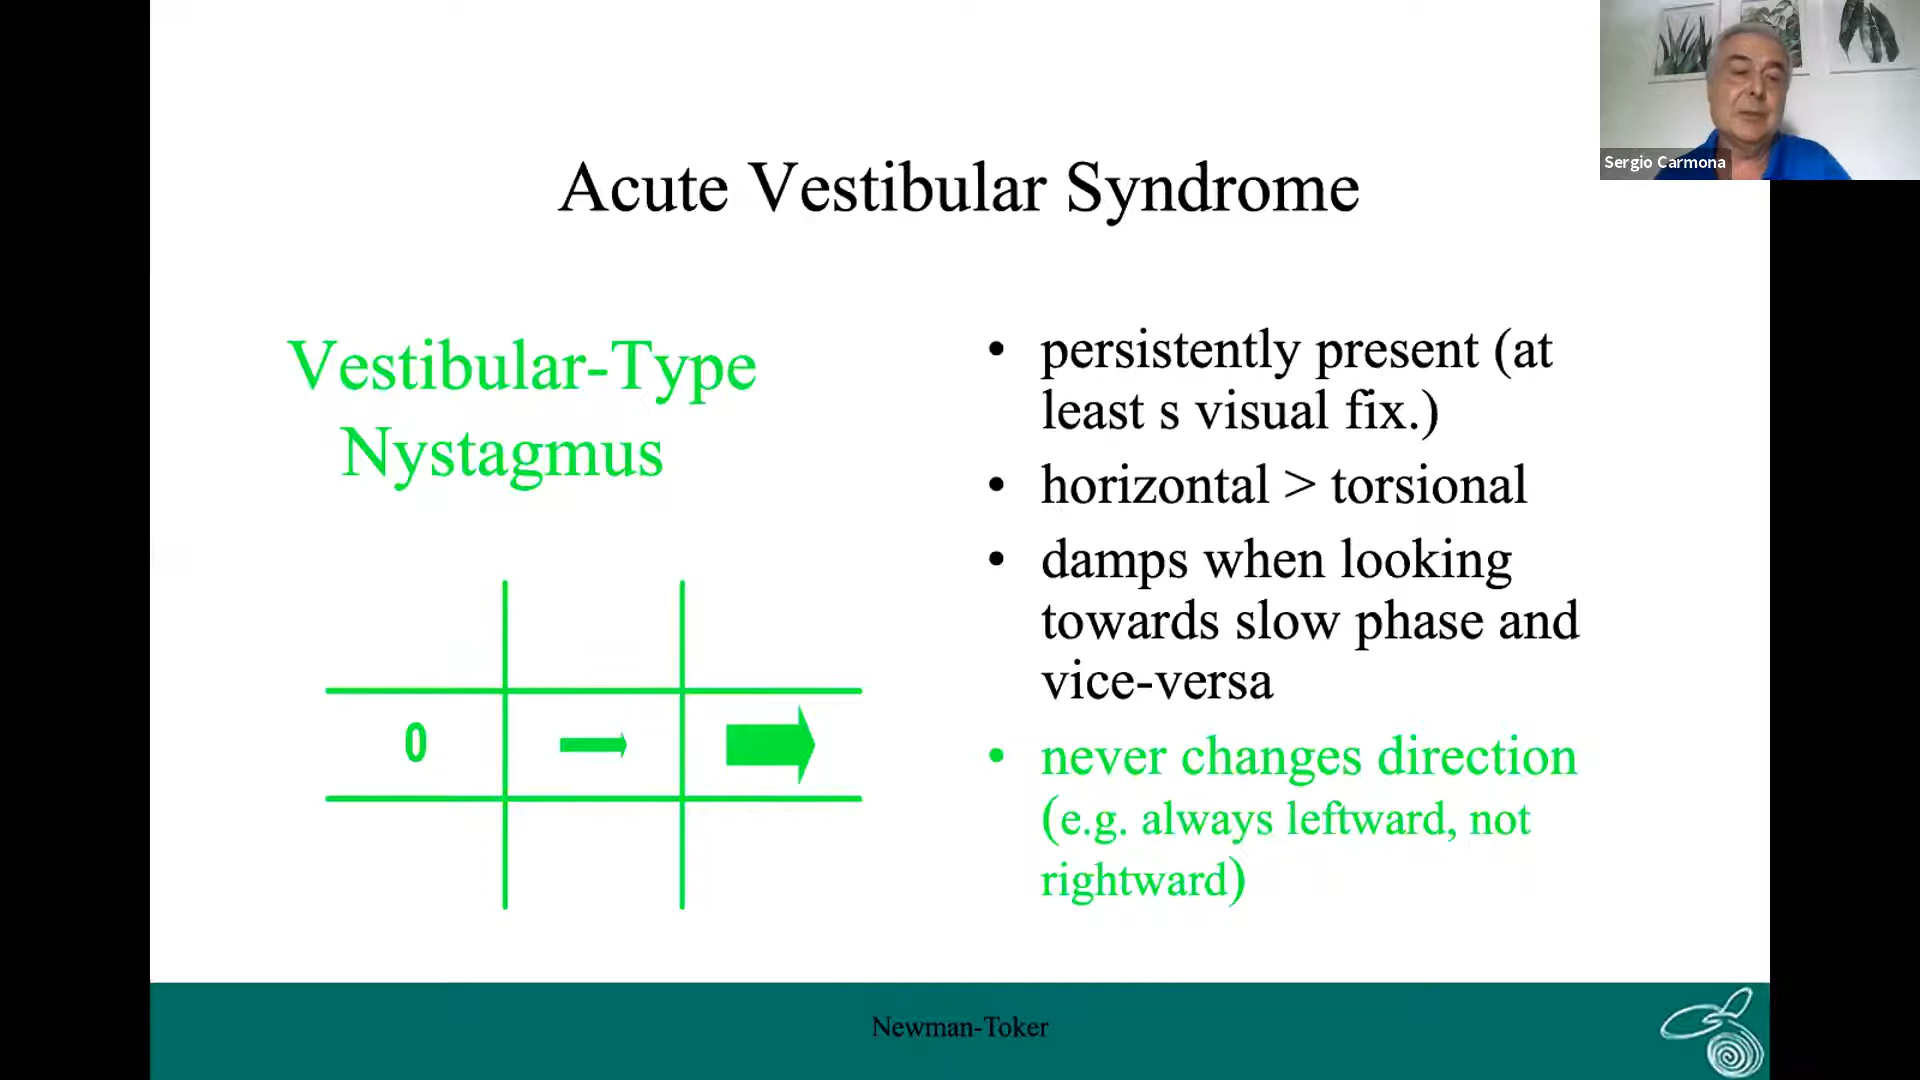 Sergio Carmona
Acute Vestibular Syndrome
Vestibular-Type
Nystagmus
0
• persistently present (at
least s visual fix.)
• horizontal > torsional
• damps when looking
towards slow phase and
vice-versa
• never changes direction
(e.g. always leftward, not
rightward)
Newman-Toker